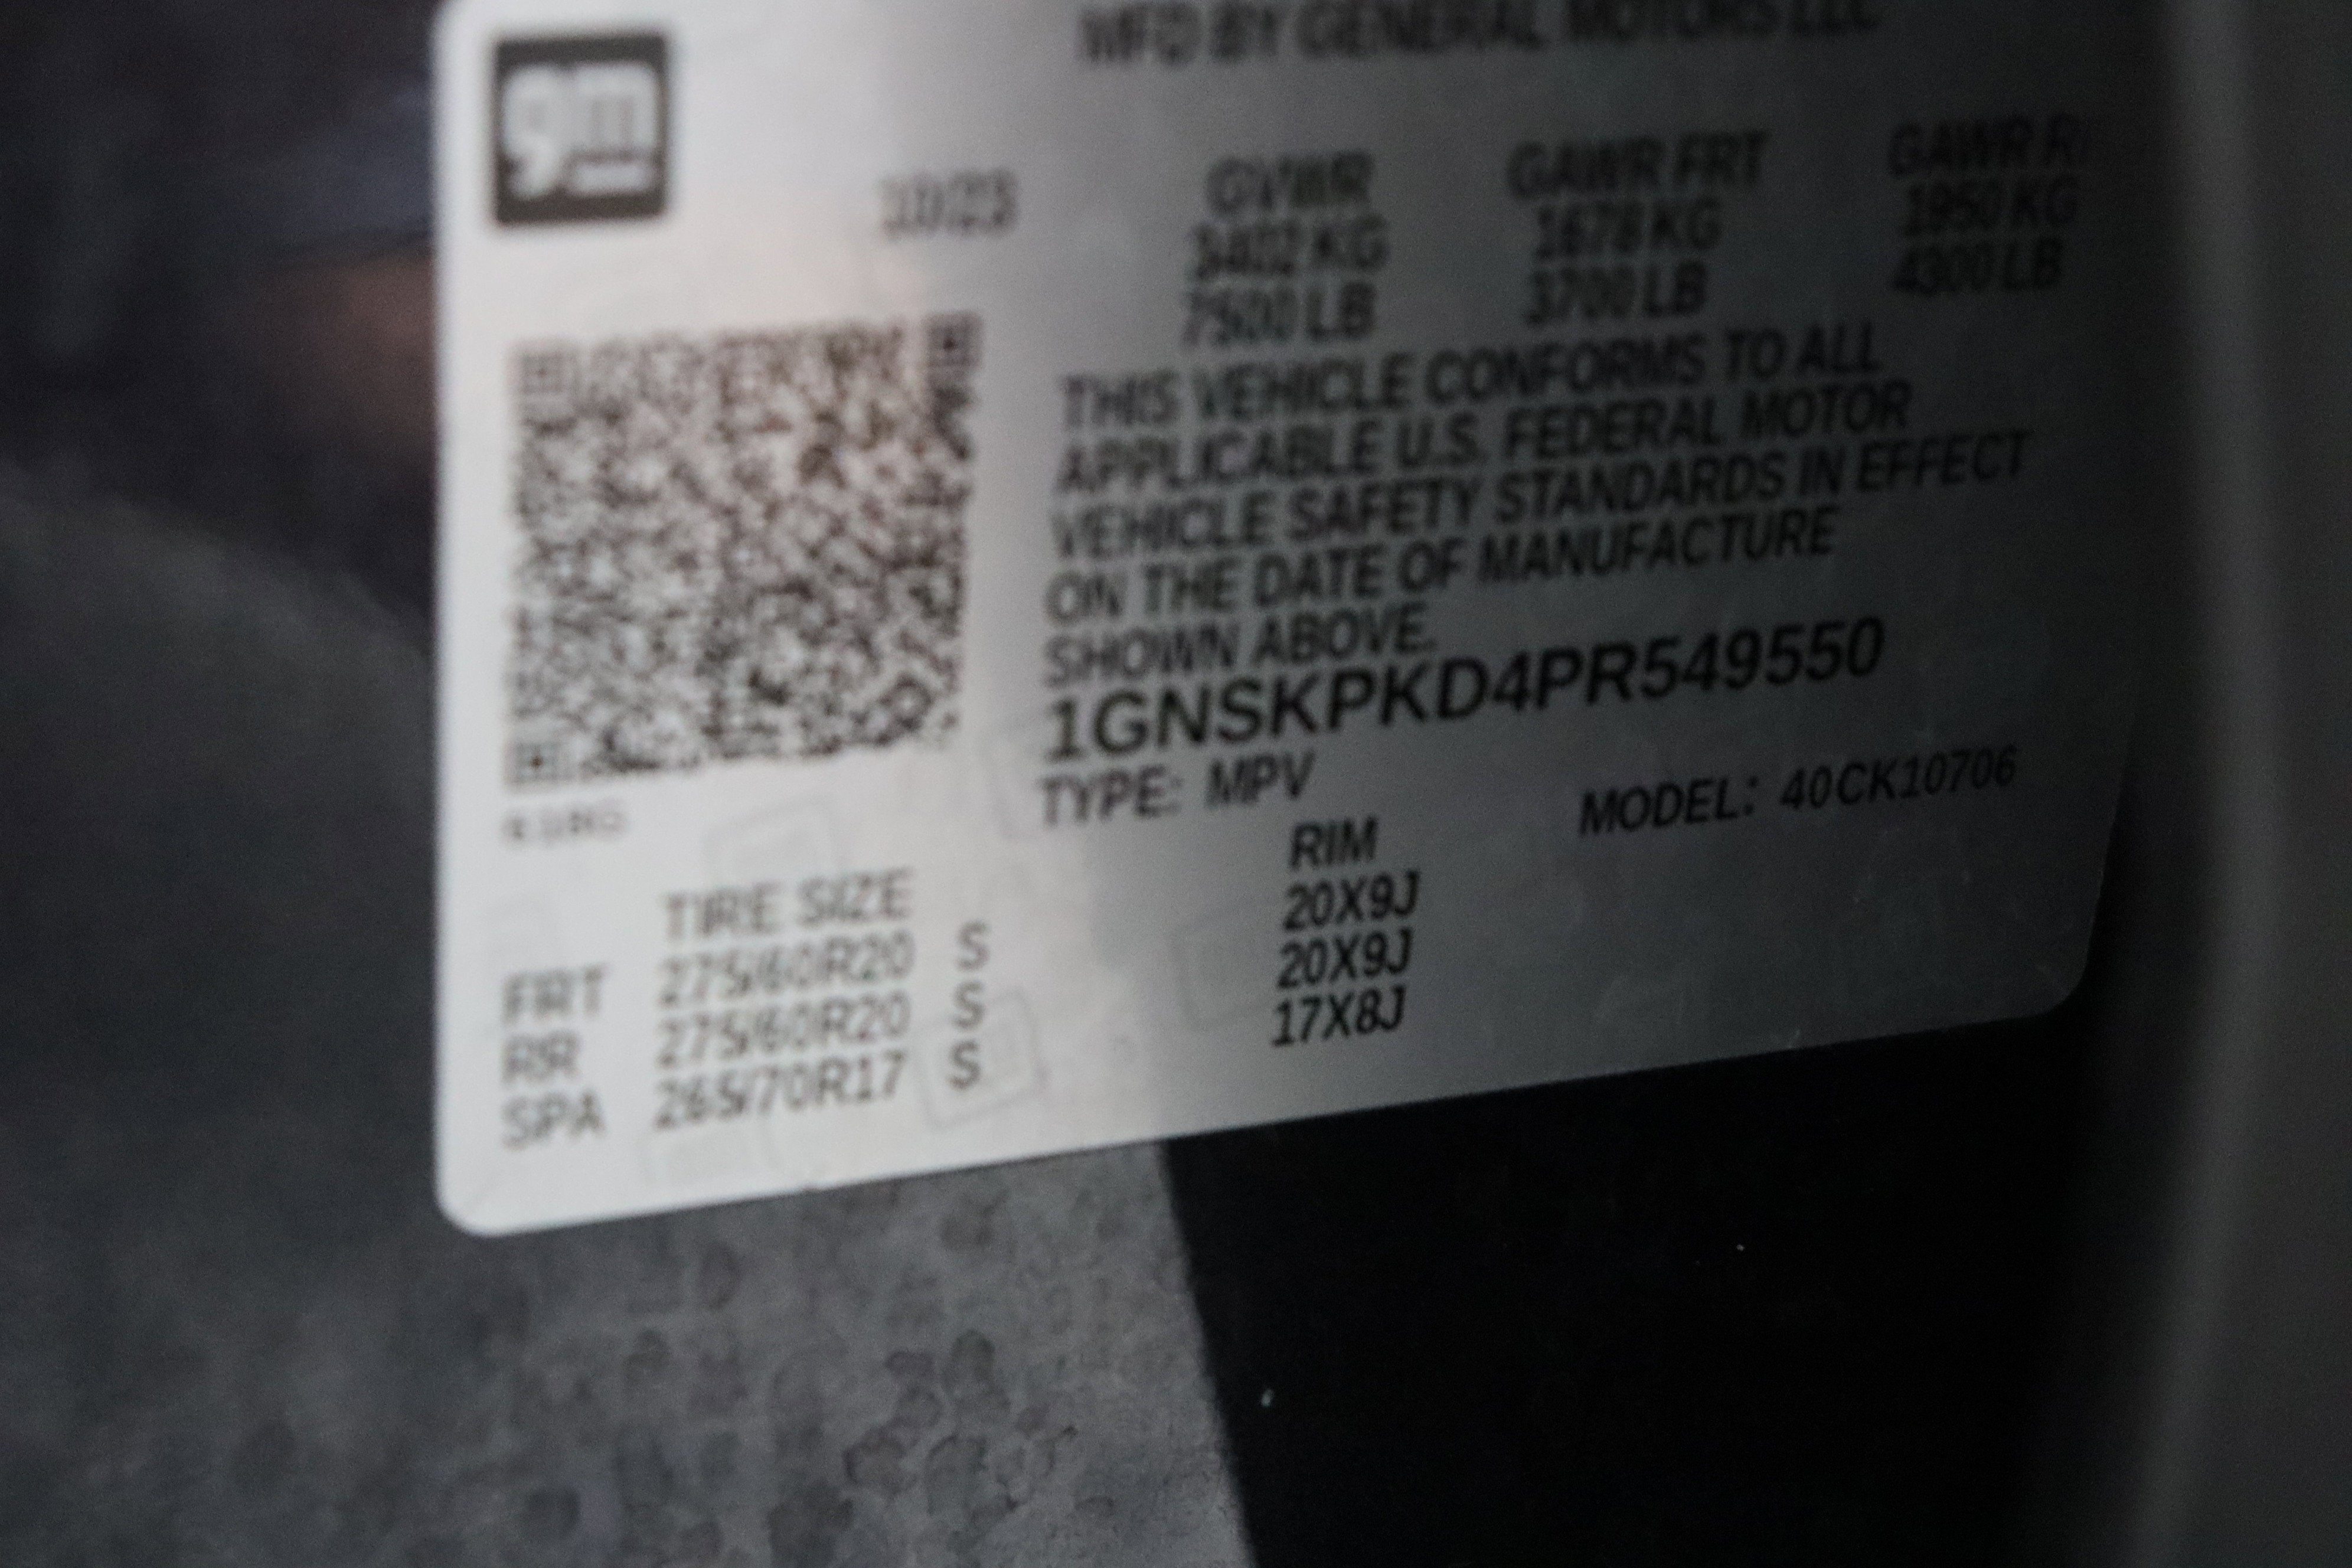 MFD BY GENERAL MOTORS LLC
gm
10/23
GVWR GAWR FRT GAWR
3402 KG 1678 KG 1950 KG
7500 LB 3700 LB 4300 LB
THIS VEHICLE CONFORMS TO ALL
APPLICABLE U.S. FEDERAL MOTOR
VEHICLE SAFETY STANDARDS IN EFFECT
ON THE DATE OF MANUFACTURE
SHOWN ABOVE.
1GNSKPKD4PR549550
TYPE: MPV MODEL: 40CK10706
TIRE SIZE RIM
FRT 275/60R20 S 20X9J
RR 275/60R20 S 20X9J
SPA 265/70R17 S 17X8J